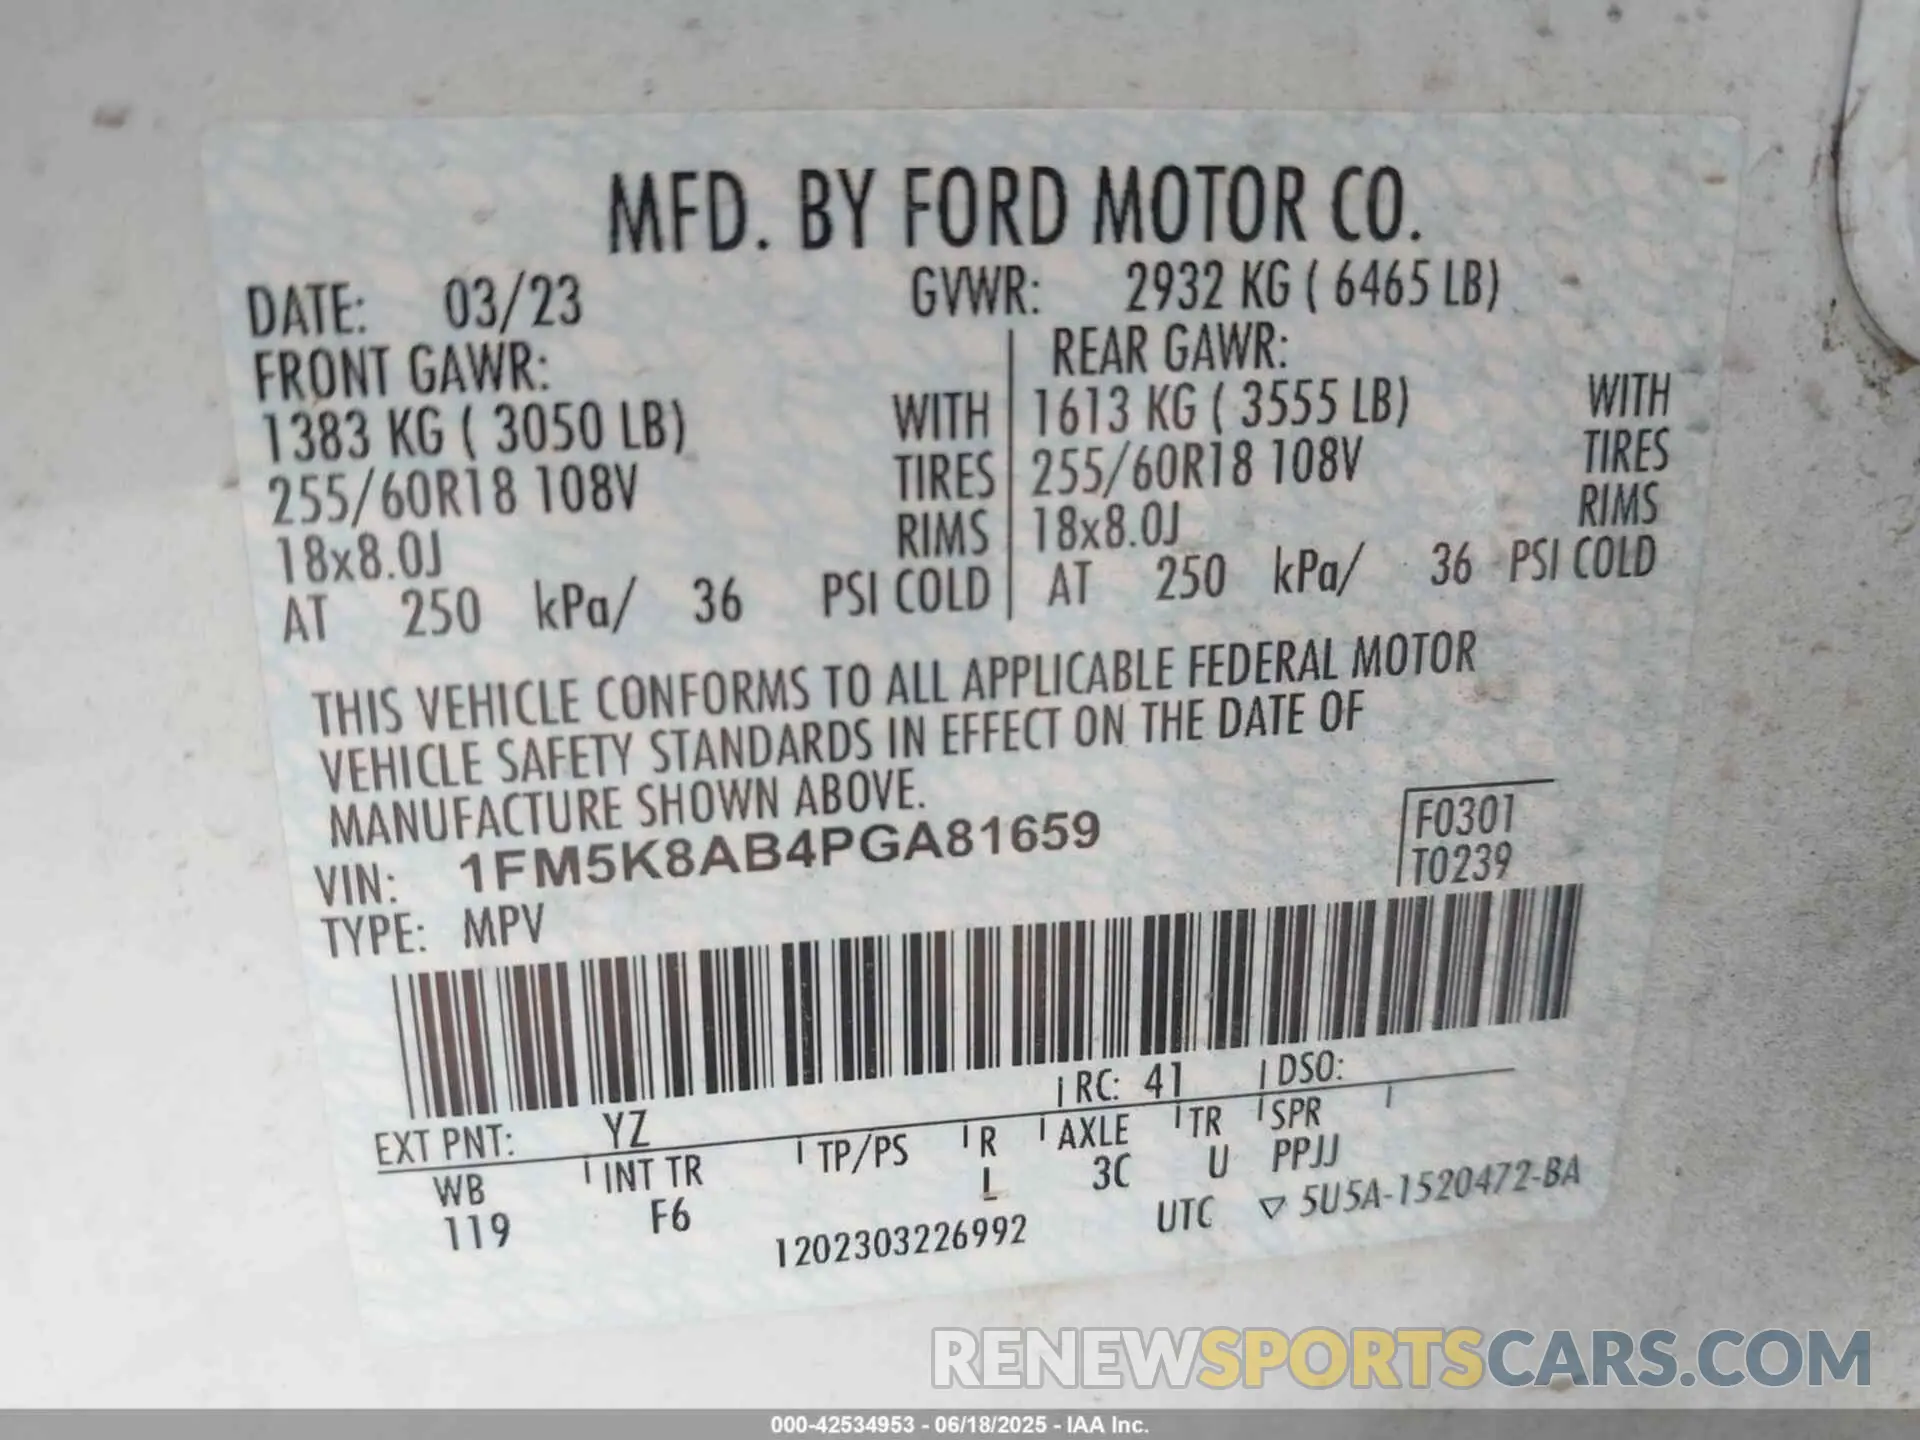 MFD. BY FORD MOTOR CO.
DATE: 03/23 GVWR: 2932 KG ( 6465 LB)
FRONT GAWR: REAR GAWR:
1383 KG ( 3050 LB) WITH 1613 KG ( 3555 LB) WITH
255/60R18 108V TIRES 255/60R18 108V TIRES
18x8.0J RIMS 18x8.0J RIMS
AT 250 kPa/ 36 PSI COLD AT 250 kPa/ 36 PSI COLD
THIS VEHICLE CONFORMS TO ALL APPLICABLE FEDERAL MOTOR
VEHICLE SAFETY STANDARDS IN EFFECT ON THE DATE OF
MANUFACTURE SHOWN ABOVE.
VIN: 1FM5K8AB4PGA81659
F0301
TYPE: MPV
T0239
EXT PNT: YZ RC: 41 DSO:
WB INT TR TP/PS R AXLE TR SPR
119 F6 L 3C U PPJJ
1202303226992 UTC ▽ 5U5A-1520472-BA
RENEWSPORTSCARS.COM
000-42534953 - 06/18/2025 - IAA Inc.